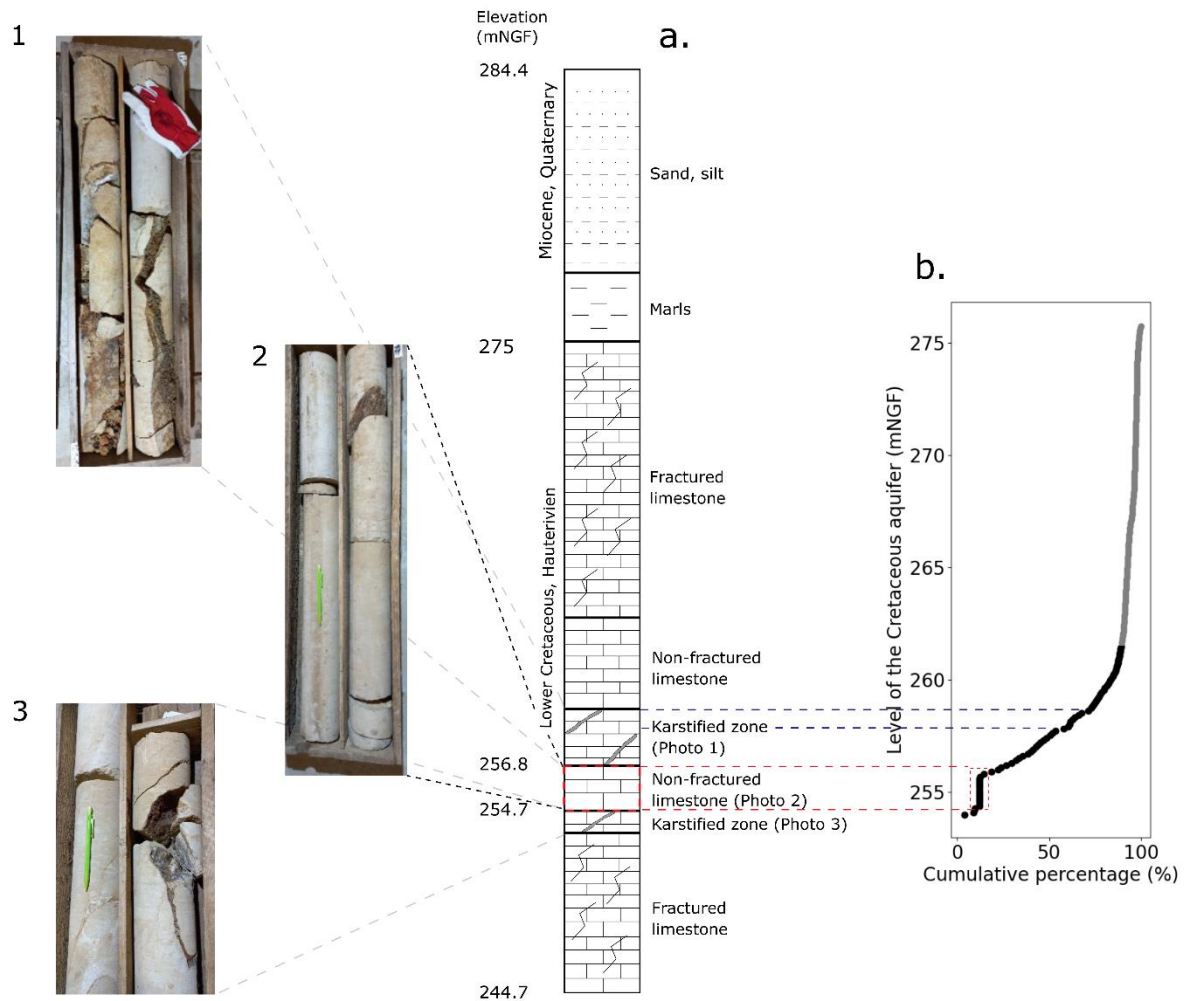 1
2
3
Elevation
(mNGF)
a.
284.4
Miocene, Quaternary
Sand, silt
Marls
275
Lower Cretaceous, Hauterivien
Fractured
limestone
Non-fractured
limestone
Karstified zone
(Photo 1)
256.8
Non-fractured
limestone (Photo 2)
254.7
Karstified zone (Photo 3)
Fractured
limestone
244.7
b.
Level of the Cretaceous aquifer (mNGF)
275
270
265
260
255
0
50
100
Cumulative percentage (%)